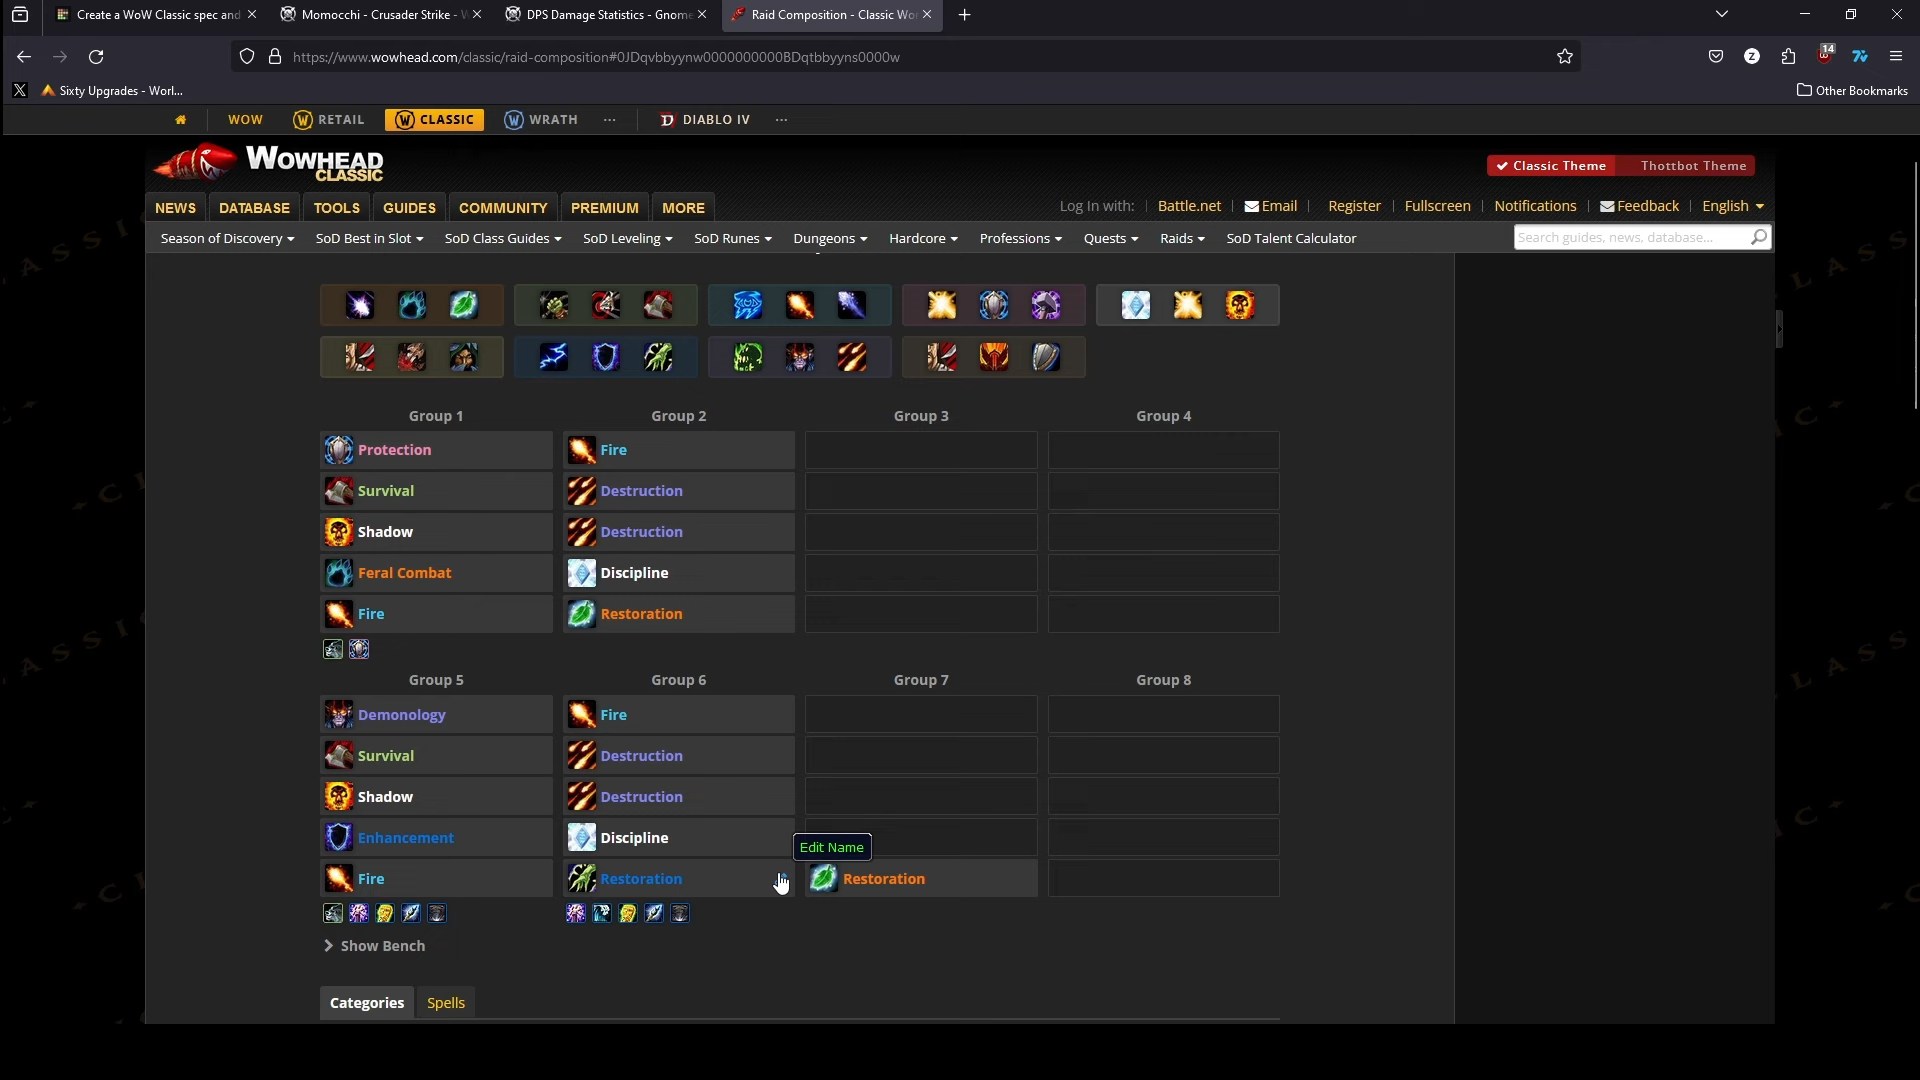 Create a WoW Classic spec and
Momocchi - Crusader Strike - W
DPS Damage Statistics - Gnome
Raid Composition - Classic Wo
https://www.wowhead.com/classic/raid-composition#0JDqvbbyynw0000000000BDqtbbyyns0000w
14
Sixty Upgrades - Worl...
Other Bookmarks
WOW
RETAIL
CLASSIC
WRATH
...
DIABLO IV
...
WOWHEAD
CLASSIC
Classic Theme
Thottbot Theme
NEWS
DATABASE
TOOLS
GUIDES
COMMUNITY
PREMIUM
MORE
Log in with:
Battle.net
Email
Register
Fullscreen
Notifications
Feedback
English
Season of Discovery
SoD Best in Slot
SoD Class Guides
SoD Leveling
SoD Runes
Dungeons
Hardcore
Professions
Quests
Raids
SoD Talent Calculator
Search guides, news, database...
Group 1
Group 2
Group 3
Group 4
Protection
Fire
Survival
Destruction
Shadow
Destruction
Feral Combat
Discipline
Fire
Restoration
Group 5
Group 6
Group 7
Group 8
Demonology
Fire
Survival
Destruction
Shadow
Destruction
Enhancement
Discipline
Edit Name
Fire
Restoration
Restoration
Show Bench
Categories
Spells